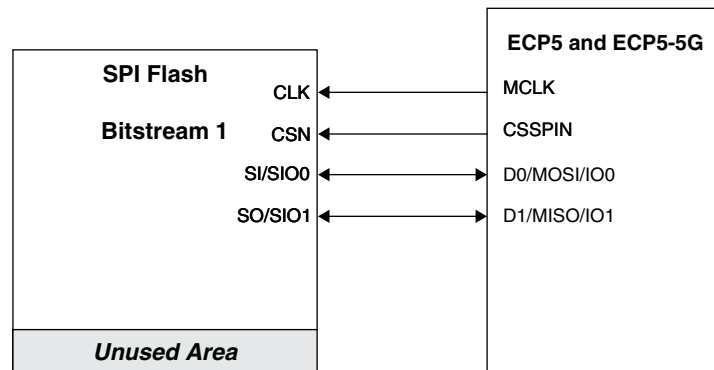 SPI Flash
Bitstream 1
CLK
CSN
SI/SIO0
SO/SIO1
Unused Area
ECP5 and ECP5-5G
MCLK
CSSPIN
D0/MOSI/IO0
D1/MISO/IO1